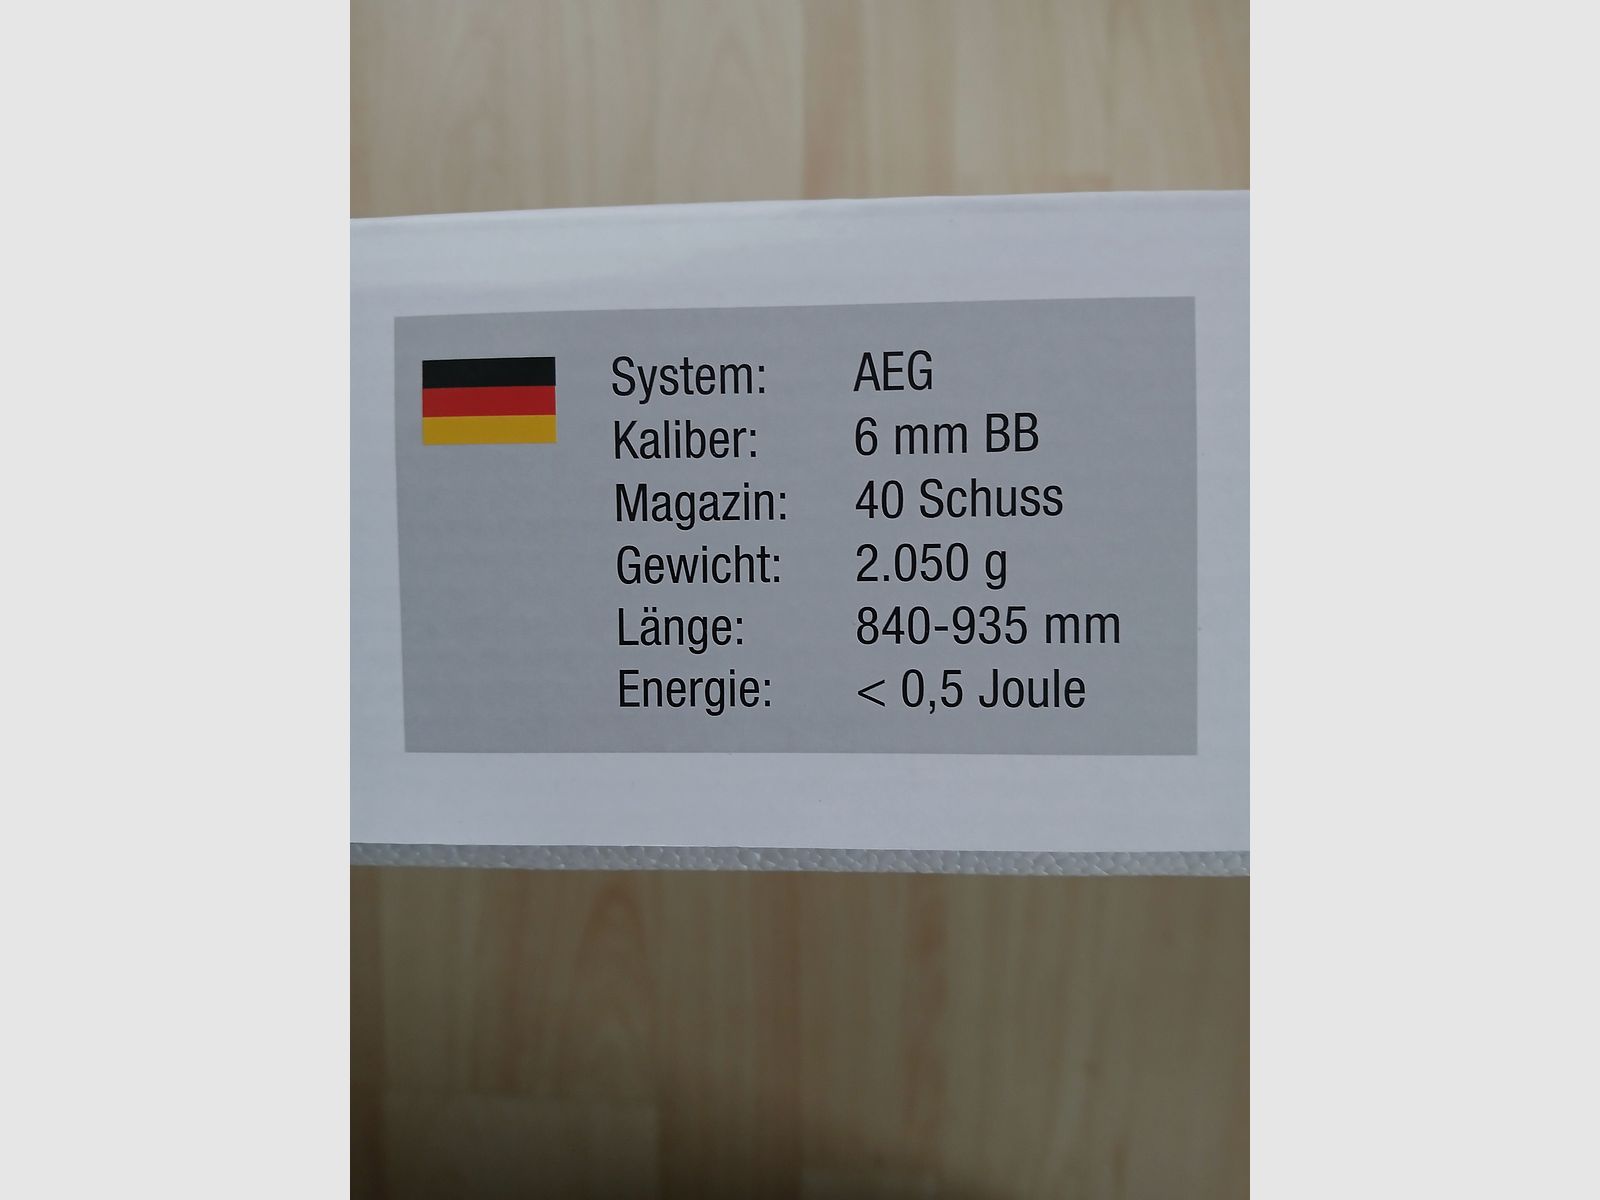 System: AEG
Kaliber: 6 mm BB
Magazin: 40 Schuss
Gewicht: 2.050 g
Länge: 840-935 mm
Energie: < 0,5 Joule